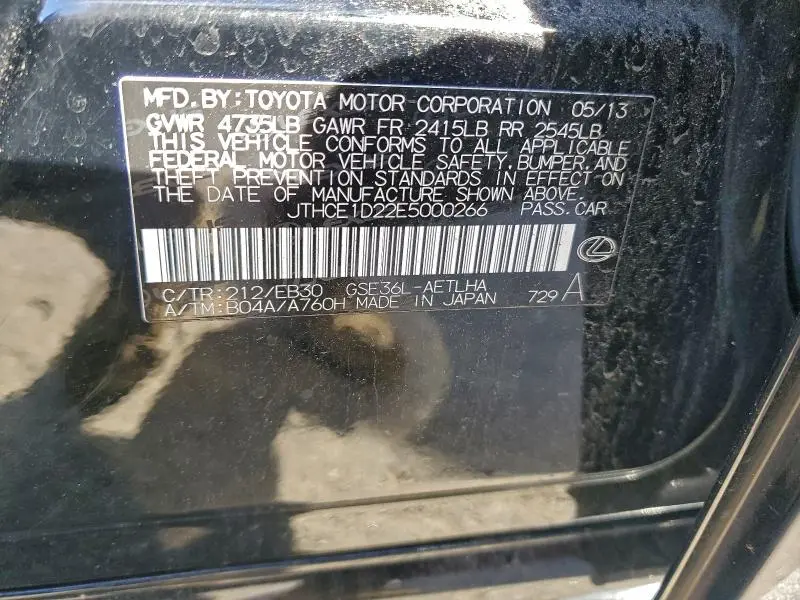 MFD. BY: TOYOTA MOTOR CORPORATION 05/13
GVWR 4735LB GAWR FR 2415LB RR 2545LB
THIS VEHICLE CONFORMS TO ALL APPLICABLE
FEDERAL MOTOR VEHICLE SAFETY, BUMPER, AND
THEFT PREVENTION STANDARDS IN EFFECT ON
THE DATE OF MANUFACTURE SHOWN ABOVE.
JTHCE1D22E5000266 PASS. CAR
C/TR: 212/EB30 GSE36L-AETLHA
A/TM: B04A/A760H MADE IN JAPAN 729 A